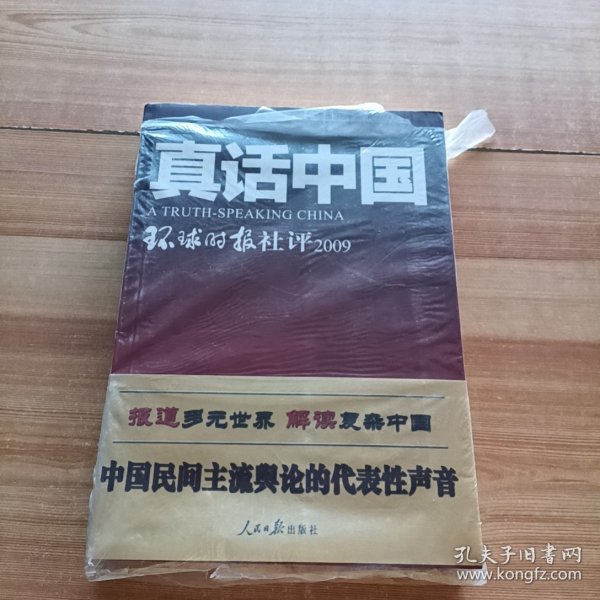 真话中国
A TRUTH-SPEAKING CHINA
环球时报社评2009
报道多元世界 解读复杂中国
中国民间主流舆论的代表性声音
人民日报出版社
孔夫子旧书网
www.kongfz.com